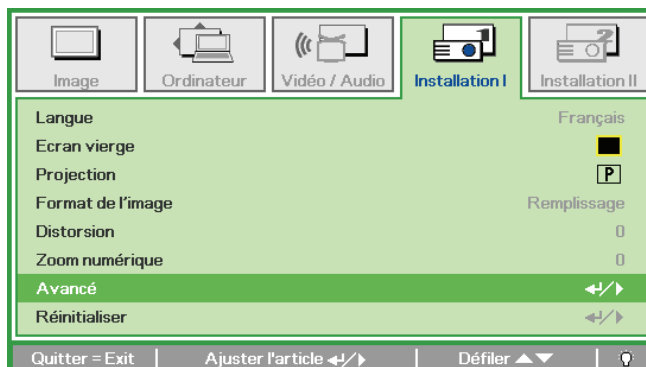 Image
Ordinateur
Vidéo / Audio
Installation I
Installation II
Langue Français
Ecran vierge
Projection P
Format de l'image Remplissage
Distorsion 0
Zoom numérique 0
Avancé
Réinitialiser
Quitter = Exit Ajuster l'article Défiler